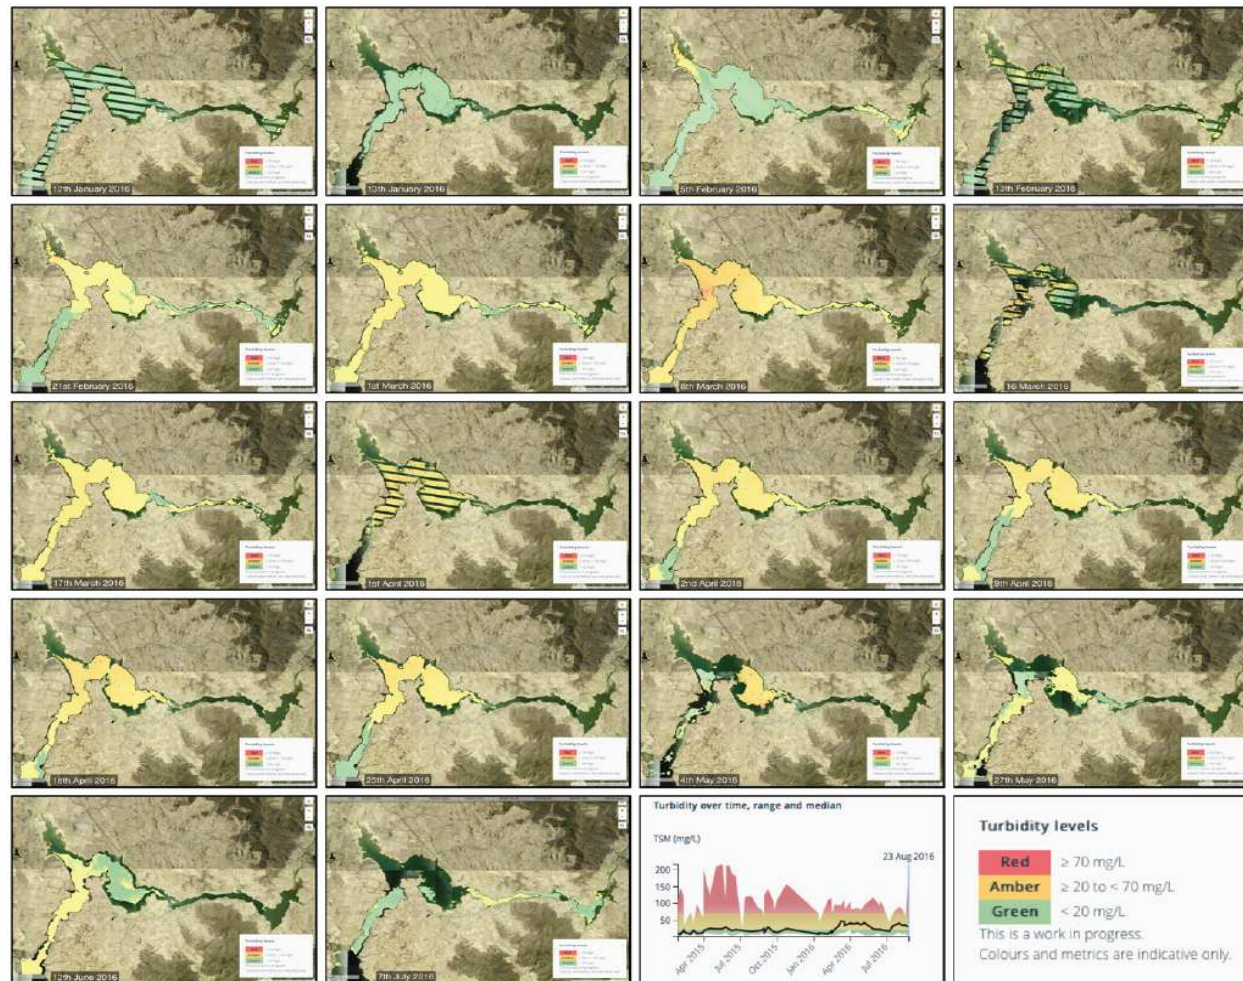 12th January 2016
13th January 2016
5th February 2016
13th February 2016
21st February 2016
1st March 2016
8th March 2016
16 March 2016
17th March 2016
1st April 2016
2nd April 2016
9th April 2016
18th April 2016
25th April 2016
4th May 2016
27th May 2016
12th June 2016
7th July 2016
Turbidity over time, range and median
TSM (mg/L)
23 Aug 2016
200
150
100
50
Apr 2015
Jul 2015
Oct 2015
Jan 2016
Apr 2016
Jul 2016
Turbidity levels
Red ≥ 70 mg/L
Amber ≥ 20 to < 70 mg/L
Green < 20 mg/L
This is a work in progress.
Colours and metrics are indicative only.